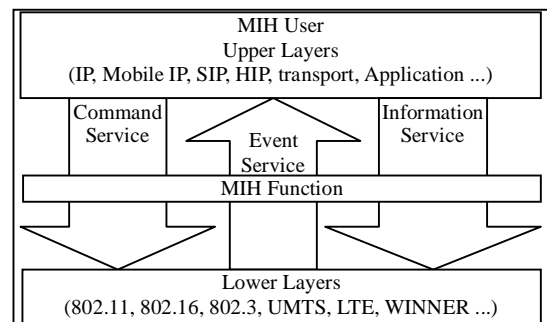 MIH User
Upper Layers
(IP, Mobile IP, SIP, HIP, transport, Application ...)
Command
Service
Event
Service
Information
Service
MIH Function
Lower Layers
(802.11, 802.16, 802.3, UMTS, LTE, WINNER ...)